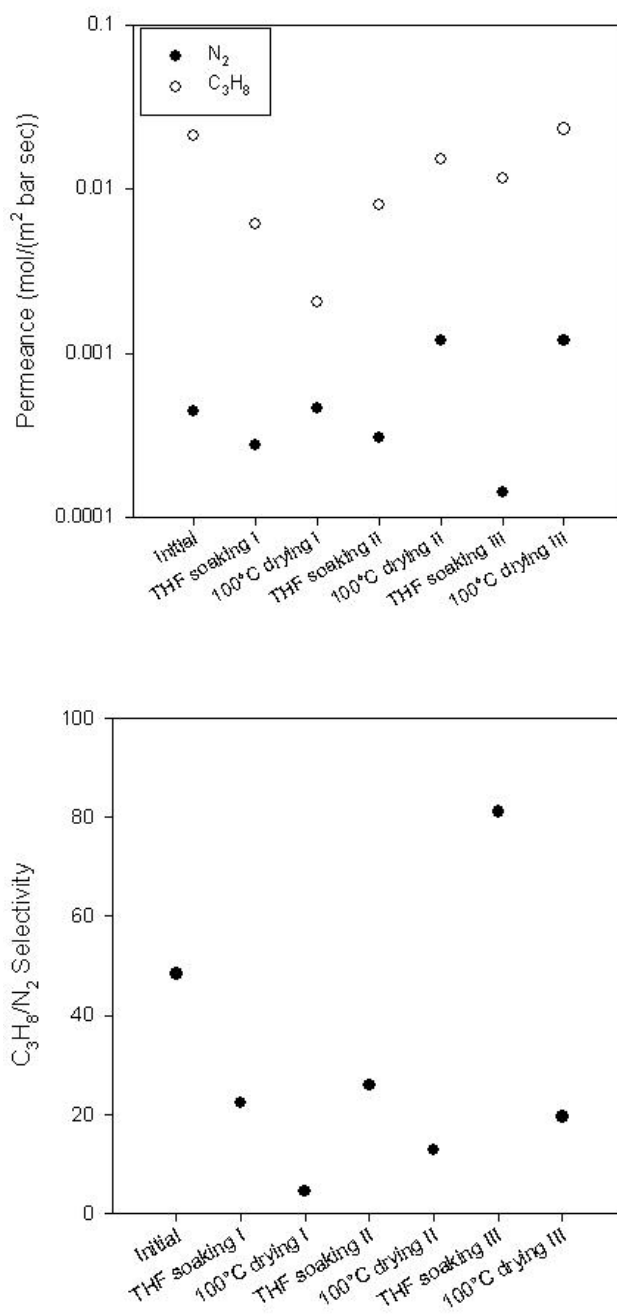 0.1
N₂
C₃H₈
0.01
0.001
0.0001
Permeance (mol/(m² bar sec))
Initial
THF soaking I
100°C drying I
THF soaking II
100°C drying II
THF soaking III
100°C drying III
100
80
60
40
20
0
C₃H₈/N₂ Selectivity
Initial
THF soaking I
100°C drying I
THF soaking II
100°C drying II
THF soaking III
100°C drying III